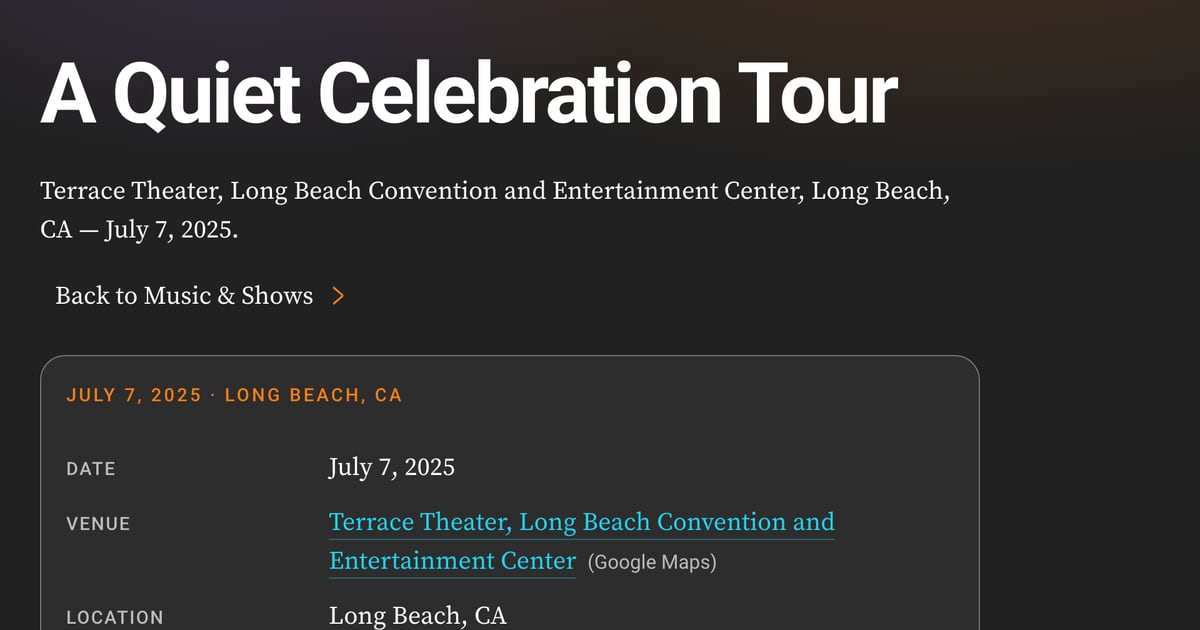 A Quiet Celebration Tour
Terrace Theater, Long Beach Convention and Entertainment Center, Long Beach,
CA — July 7, 2025.
Back to Music & Shows
JULY 7, 2025 · LONG BEACH, CA
DATE July 7, 2025
VENUE Terrace Theater, Long Beach Convention and
Entertainment Center (Google Maps)
LOCATION Long Beach, CA